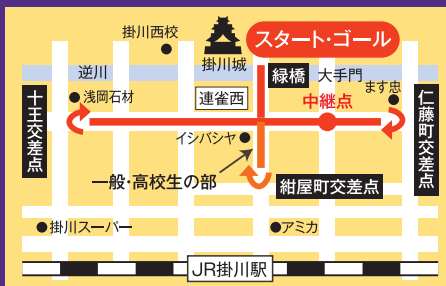 掛川西校
スタート・ゴール
掛川城
逆川
緑橋
大手門
ます忠
浅岡石材
連雀西
中継点
十王交差点
仁藤町交差点
イシバシヤ
一般・高校生の部
紺屋町交差点
掛川スーパー
アミカ
JR掛川駅